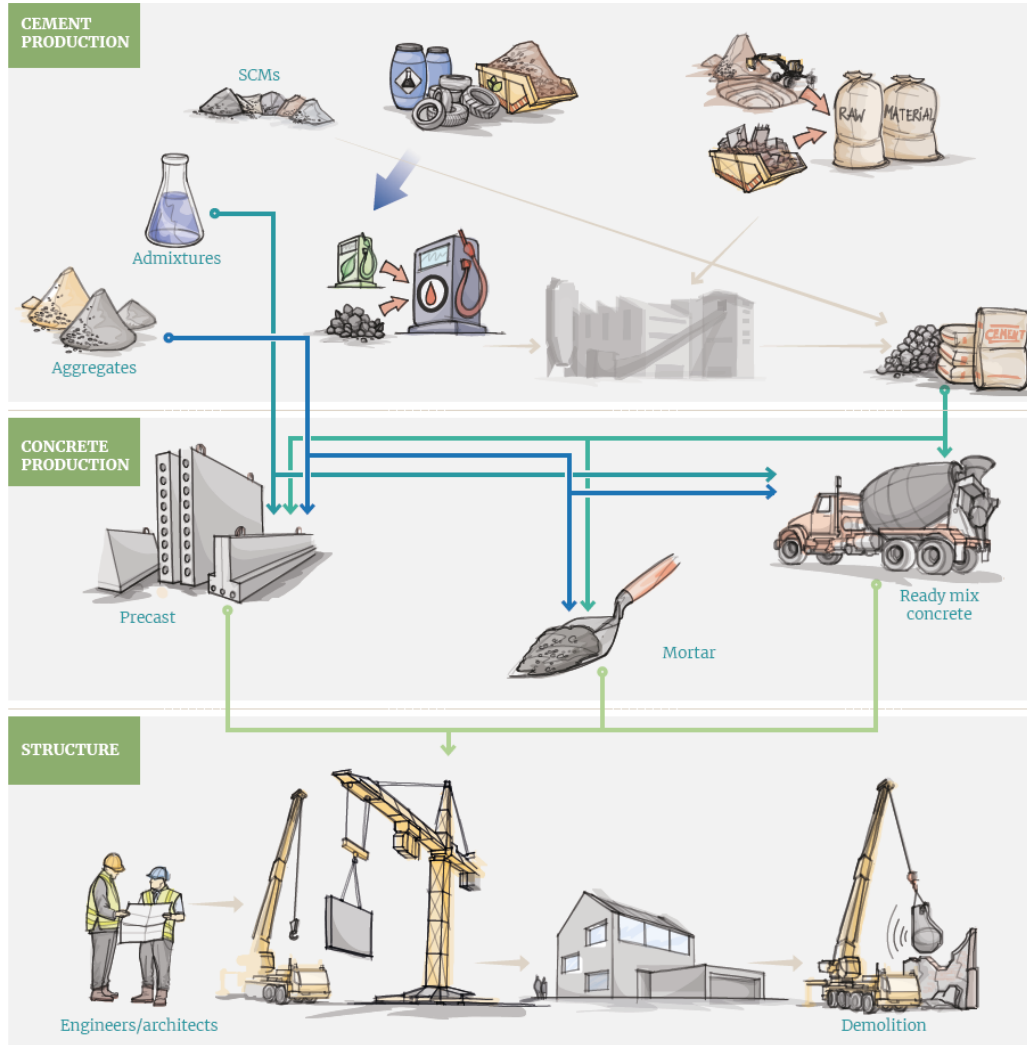 CEMENT
PRODUCTION
SCMs
RAW
MATERIAL
Admixtures
Aggregates
CEMENT
CONCRETE
PRODUCTION
Precast
Mortar
Ready mix
concrete
STRUCTURE
Engineers/architects
Demolition